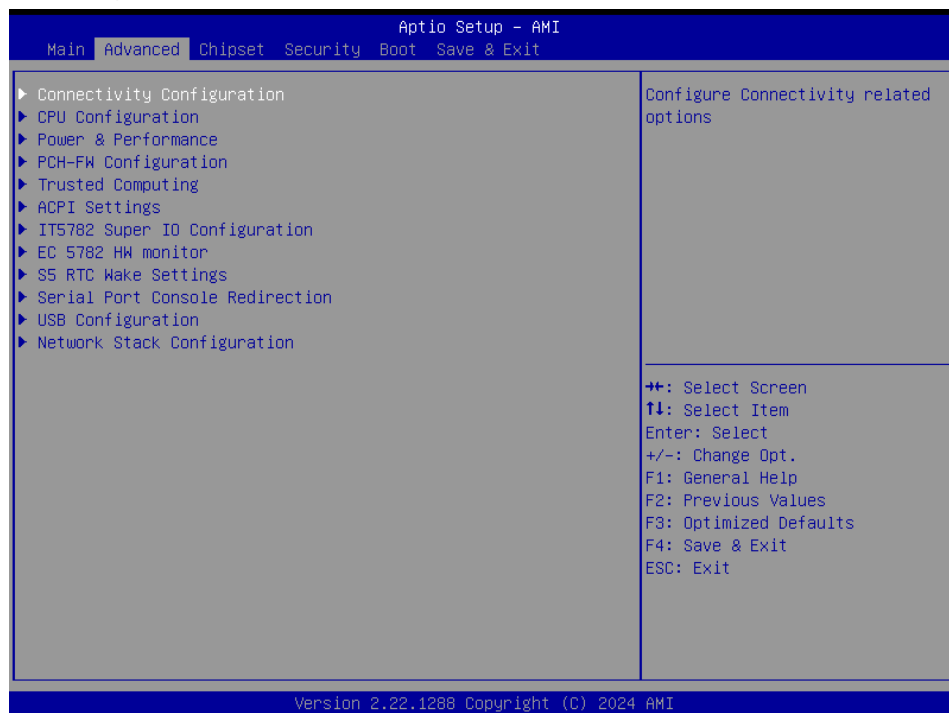 Aptio Setup – AMI
Main Advanced Chipset Security Boot Save & Exit
▶ Connectivity Configuration
▶ CPU Configuration
▶ Power & Performance
▶ PCH-FW Configuration
▶ Trusted Computing
▶ ACPI Settings
▶ IT5782 Super IO Configuration
▶ EC 5782 HW monitor
▶ S5 RTC Wake Settings
▶ Serial Port Console Redirection
▶ USB Configuration
▶ Network Stack Configuration
Configure Connectivity related
options
→←: Select Screen
↑↓: Select Item
Enter: Select
+/-: Change Opt.
F1: General Help
F2: Previous Values
F3: Optimized Defaults
F4: Save & Exit
ESC: Exit
Version 2.22.1288 Copyright (C) 2024 AMI